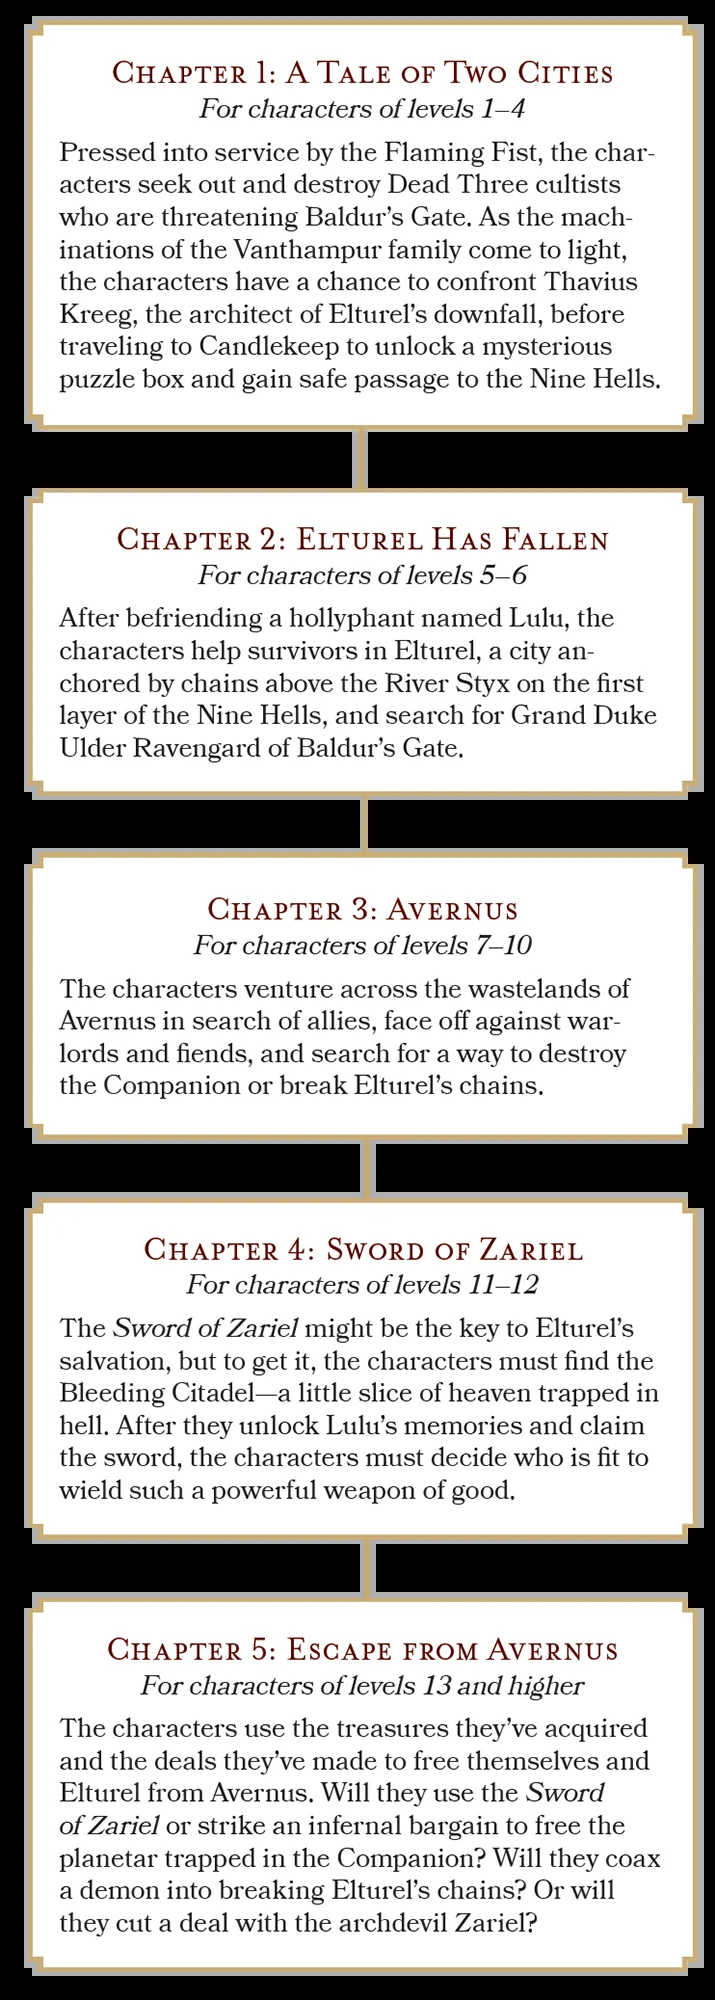 Chapter 1: A Tale of Two Cities
For characters of levels 1–4
Pressed into service by the Flaming Fist, the char-
acters seek out and destroy Dead Three cultists
who are threatening Baldur’s Gate. As the mach-
inations of the Vanthampur family come to light,
the characters have a chance to confront Thavius
Kreeg, the architect of Elturel’s downfall, before
traveling to Candlekeep to unlock a mysterious
puzzle box and gain safe passage to the Nine Hells.
Chapter 2: Elturel Has Fallen
For characters of levels 5–6
After befriending a hollyphant named Lulu, the
characters help survivors in Elturel, a city an-
chored by chains above the River Styx on the first
layer of the Nine Hells, and search for Grand Duke
Ulder Ravengard of Baldur’s Gate.
Chapter 3: Avernus
For characters of levels 7–10
The characters venture across the wastelands of
Avernus in search of allies, face off against war-
lords and fiends, and search for a way to destroy
the Companion or break Elturel’s chains.
Chapter 4: Sword of Zariel
For characters of levels 11–12
The Sword of Zariel might be the key to Elturel’s
salvation, but to get it, the characters must find the
Bleeding Citadel—a little slice of heaven trapped in
hell. After they unlock Lulu’s memories and claim
the sword, the characters must decide who is fit to
wield such a powerful weapon of good.
Chapter 5: Escape from Avernus
For characters of levels 13 and higher
The characters use the treasures they’ve acquired
and the deals they’ve made to free themselves and
Elturel from Avernus. Will they use the Sword
of Zariel or strike an infernal bargain to free the
planetar trapped in the Companion? Will they coax
a demon into breaking Elturel’s chains? Or will
they cut a deal with the archdevil Zariel?